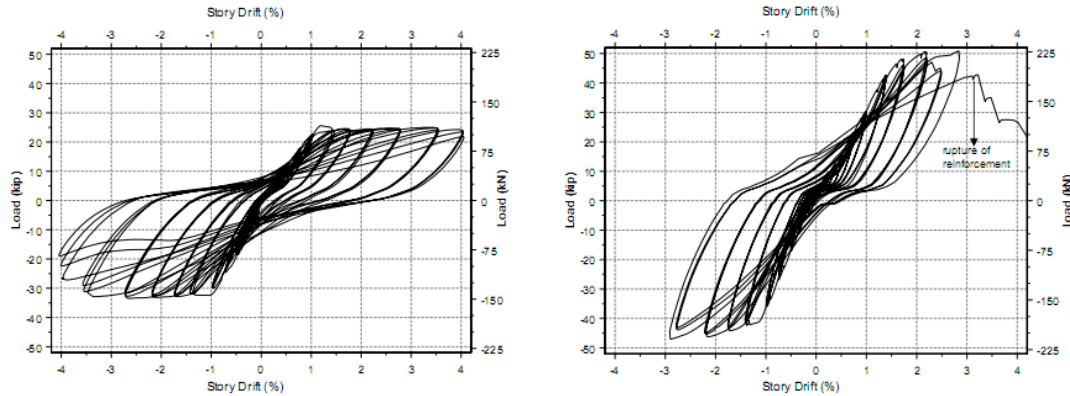 Story Drift (%)
-4 -3 -2 -1 0 1 2 3 4
50
40
30
20
10
0
-10
-20
-30
-40
-50
Load (kip)
225
150
75
0
-75
-150
-225
Load (kN)
-4 -3 -2 -1 0 1 2 3 4
Story Drift (%)
Story Drift (%)
-4 -3 -2 -1 0 1 2 3 4
50
40
30
20
10
0
-10
-20
-30
-40
-50
Load (kip)
rupture of
reinforcement
225
150
75
0
-75
-150
-225
Load (kN)
-4 -3 -2 -1 0 1 2 3 4
Story Drift (%)